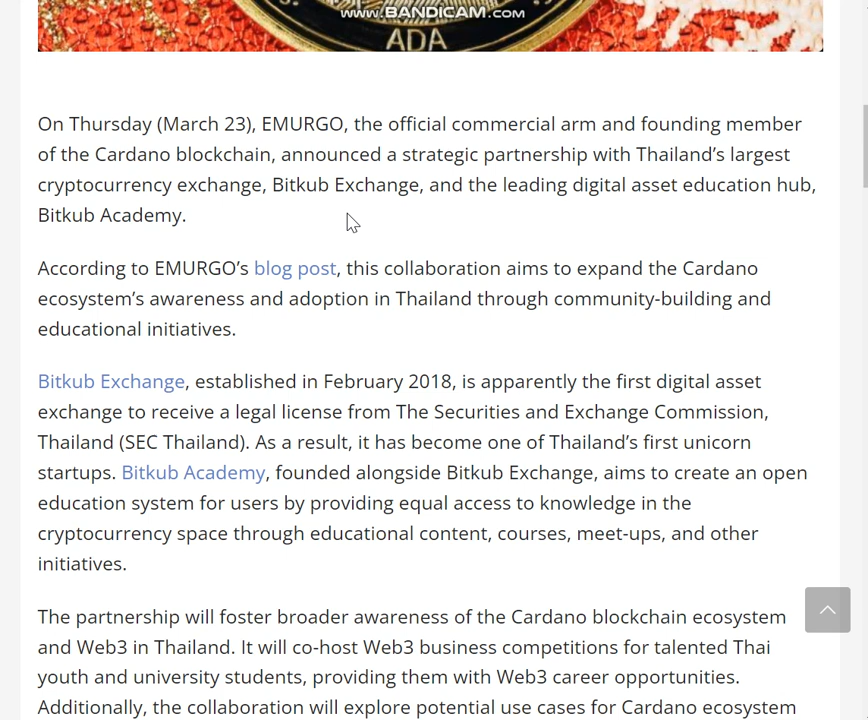 www.BANDICAM.COM
ADA
On Thursday (March 23), EMURGO, the official commercial arm and founding member
of the Cardano blockchain, announced a strategic partnership with Thailand’s largest
cryptocurrency exchange, Bitkub Exchange, and the leading digital asset education hub,
Bitkub Academy.
According to EMURGO’s blog post, this collaboration aims to expand the Cardano
ecosystem’s awareness and adoption in Thailand through community-building and
educational initiatives.
Bitkub Exchange, established in February 2018, is apparently the first digital asset
exchange to receive a legal license from The Securities and Exchange Commission,
Thailand (SEC Thailand). As a result, it has become one of Thailand’s first unicorn
startups. Bitkub Academy, founded alongside Bitkub Exchange, aims to create an open
education system for users by providing equal access to knowledge in the
cryptocurrency space through educational content, courses, meet-ups, and other
initiatives.
The partnership will foster broader awareness of the Cardano blockchain ecosystem
and Web3 in Thailand. It will co-host Web3 business competitions for talented Thai
youth and university students, providing them with Web3 career opportunities.
Additionally, the collaboration will explore potential use cases for Cardano ecosystem